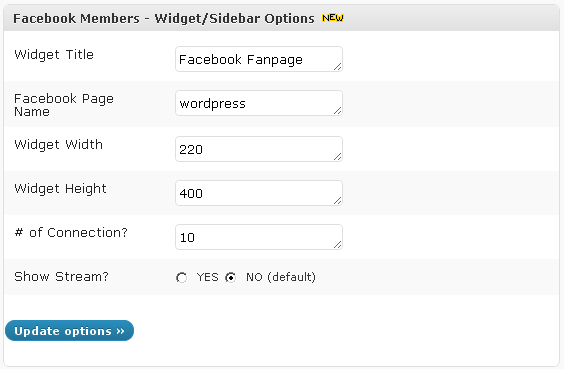 Facebook Members - Widget/Sidebar Options NEW
Widget Title
Facebook Fanpage
Facebook Page
Name
wordpress
Widget Width
220
Widget Height
400
# of Connection?
10
Show Stream? YES NO (default)
Update options »